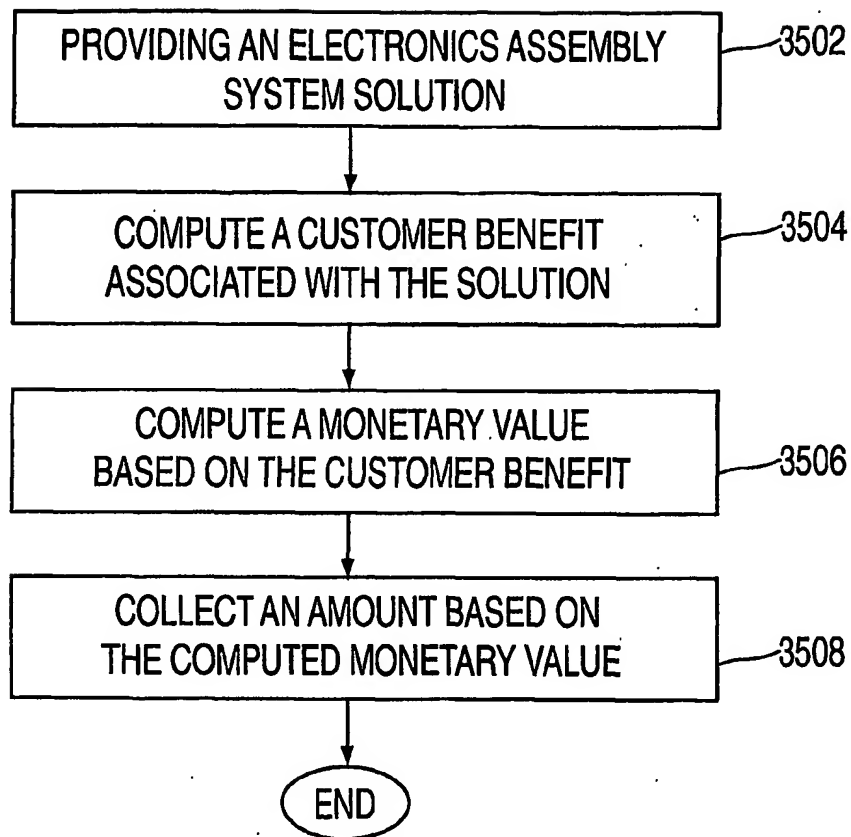 PROVIDING AN ELECTRONICS ASSEMBLY
SYSTEM SOLUTION
3502
COMPUTE A CUSTOMER BENEFIT
ASSOCIATED WITH THE SOLUTION
3504
COMPUTE A MONETARY VALUE
BASED ON THE CUSTOMER BENEFIT
3506
COLLECT AN AMOUNT BASED ON
THE COMPUTED MONETARY VALUE
3508
END